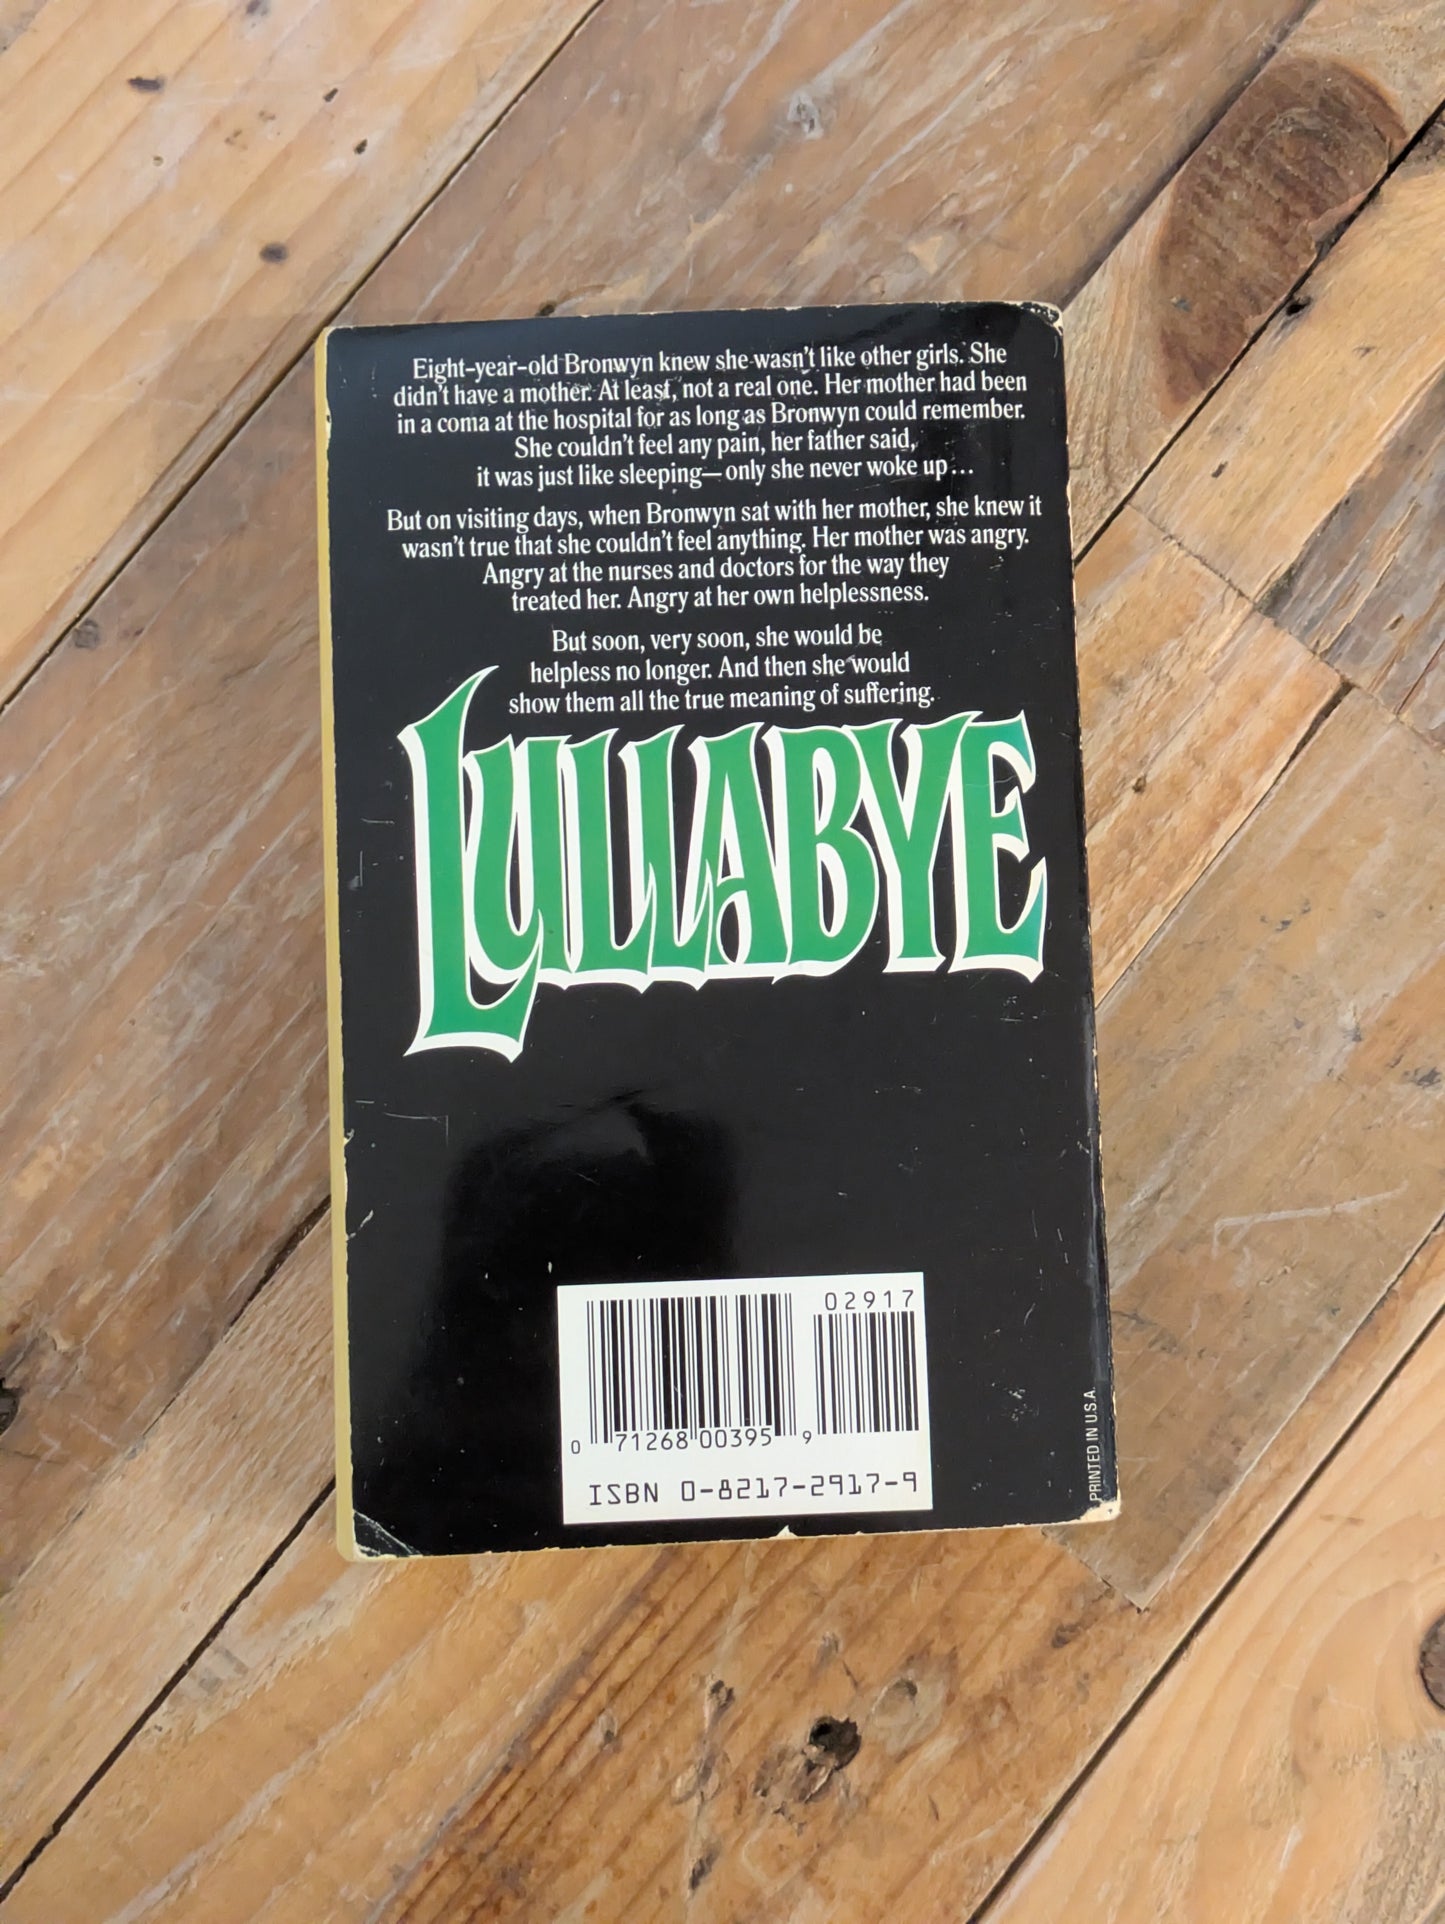 Eight-year-old Bronwyn knew she wasn't like other girls. She
didn't have a mother. At least, not a real one. Her mother had been
in a coma at the hospital for as long as Bronwyn could remember.
She couldn't feel any pain, her father said,
it was just like sleeping—only she never woke up...
But on visiting days, when Bronwyn sat with her mother, she knew it
wasn't true that she couldn't feel anything. Her mother was angry.
Angry at the nurses and doctors for the way they
treated her. Angry at her own helplessness.
But soon, very soon, she would be
helpless no longer. And then she would
show them all the true meaning of suffering.
LULLABYE
02917
0 71268 00395 9
ISBN 0-8217-2917-9
PRINTED IN U.S.A.